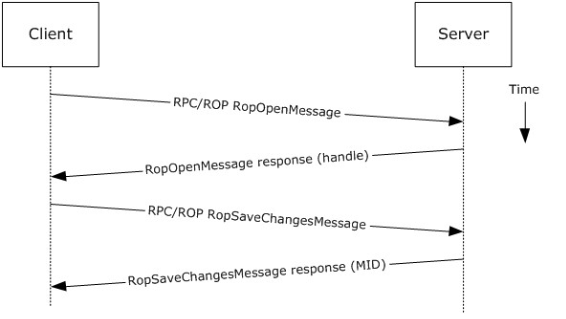 Client
Server
Time
RPC/ROP RopOpenMessage
RopOpenMessage response (handle)
RPC/ROP RopSaveChangesMessage
RopSaveChangesMessage response (MID)